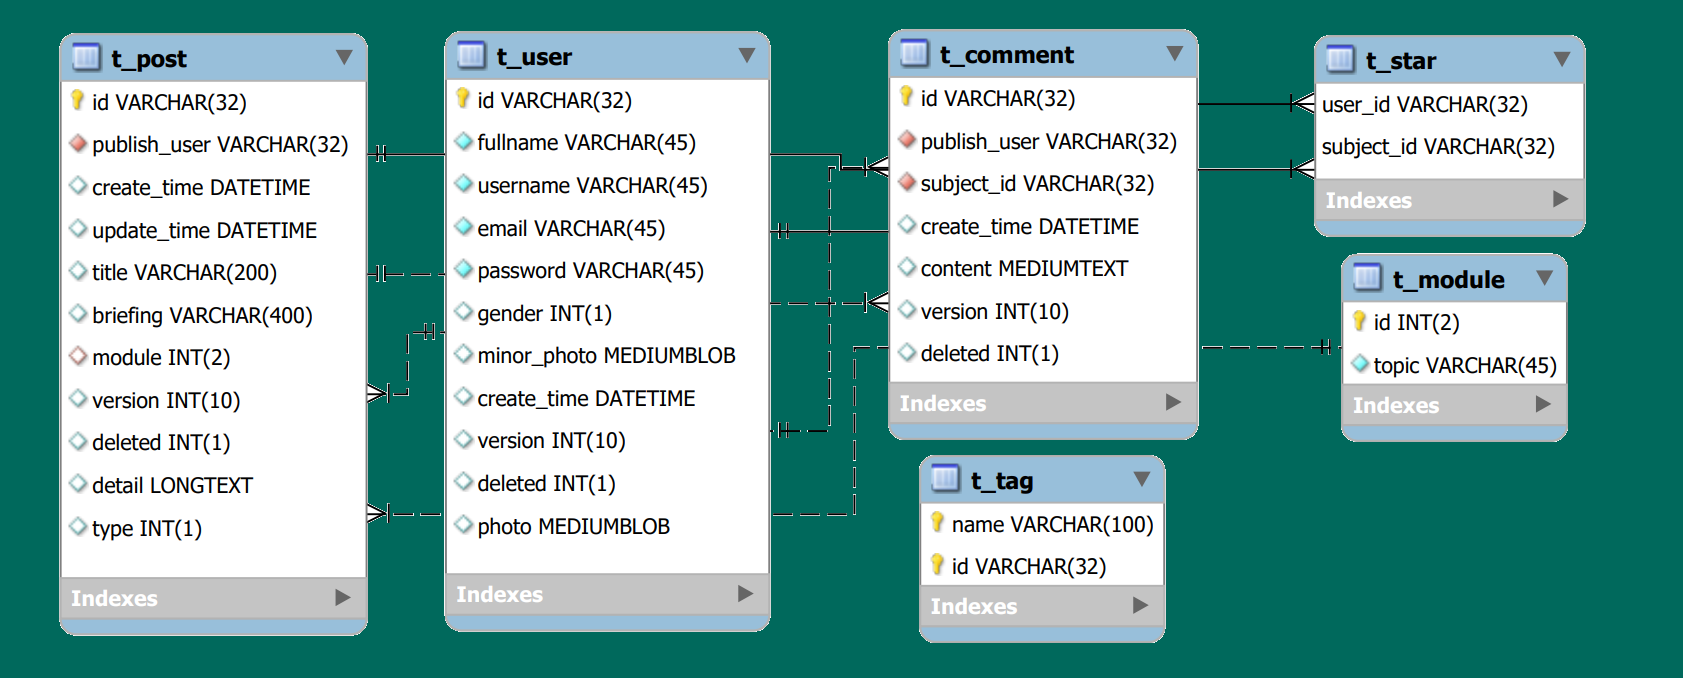 t_post
id VARCHAR(32)
publish_user VARCHAR(32)
create_time DATETIME
update_time DATETIME
title VARCHAR(200)
briefing VARCHAR(400)
module INT(2)
version INT(10)
deleted INT(1)
detail LONGTEXT
type INT(1)
Indexes
t_user
id VARCHAR(32)
fullname VARCHAR(45)
username VARCHAR(45)
email VARCHAR(45)
password VARCHAR(45)
gender INT(1)
minor_photo MEDIUMBLOB
create_time DATETIME
version INT(10)
deleted INT(1)
photo MEDIUMBLOB
Indexes
t_comment
id VARCHAR(32)
publish_user VARCHAR(32)
subject_id VARCHAR(32)
create_time DATETIME
content MEDIUMTEXT
version INT(10)
deleted INT(1)
Indexes
t_tag
name VARCHAR(100)
id VARCHAR(32)
Indexes
t_star
user_id VARCHAR(32)
subject_id VARCHAR(32)
Indexes
t_module
id INT(2)
topic VARCHAR(45)
Indexes